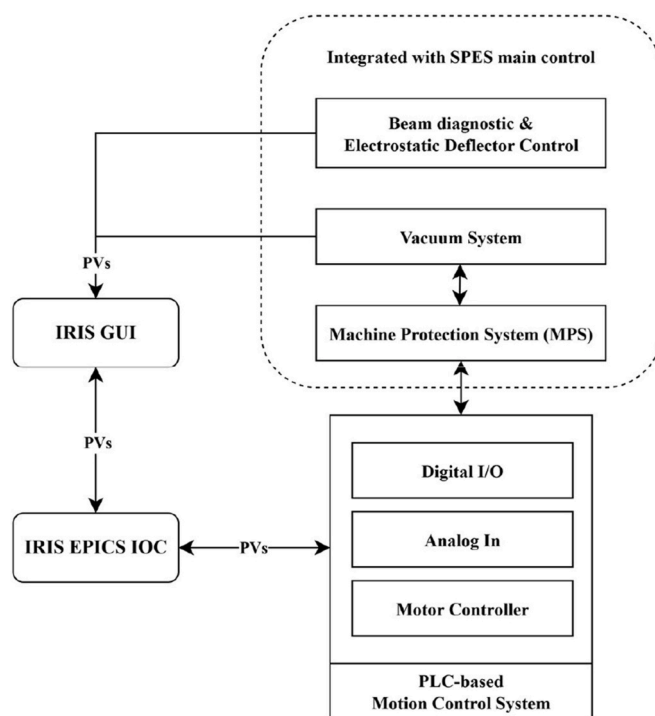 Integrated with SPES main control
Beam diagnostic &
Electrostatic Deflector Control
Vacuum System
PVs
IRIS GUI
Machine Protection System (MPS)
PVs
Digital I/O
IRIS EPICS IOC
PVs
Analog In
Motor Controller
PLC-based
Motion Control System